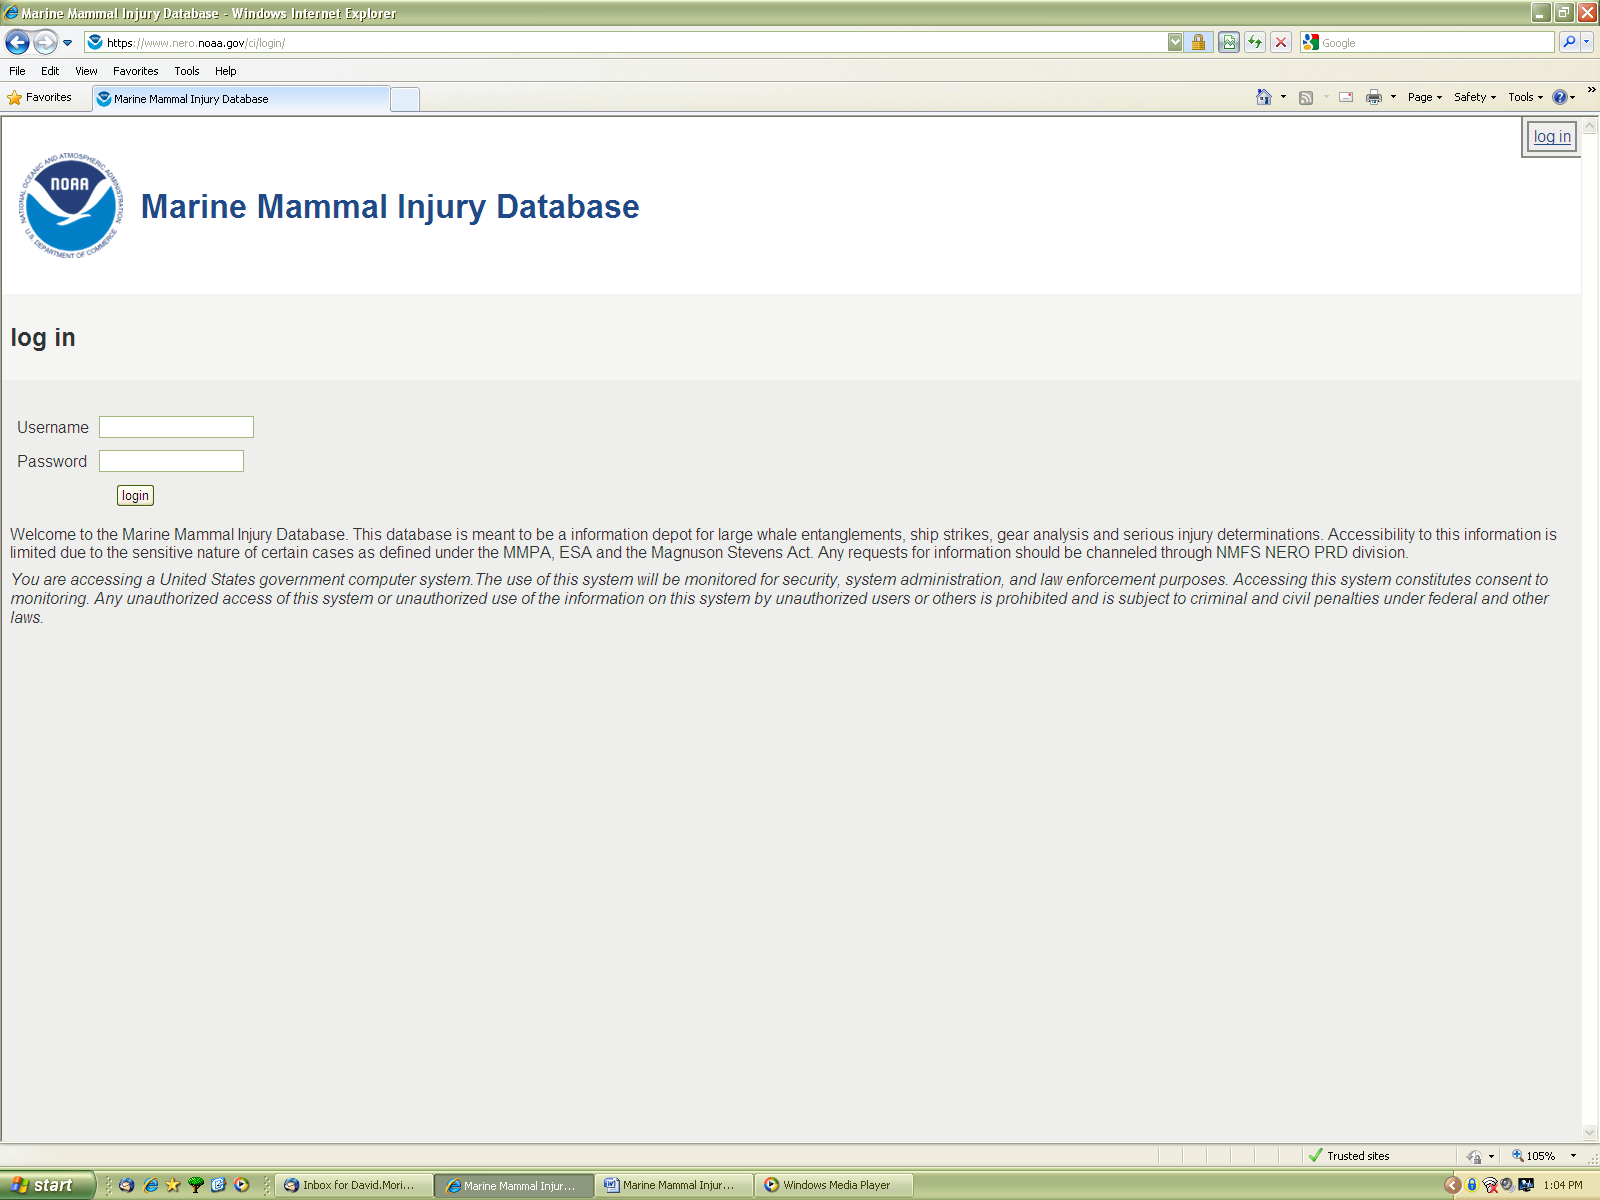 Marine Mammal Injury Database - Windows Internet Explorer
https://www.nero.noaa.gov/ci/login/
Google
File Edit View Favorites Tools Help
Favorites
Marine Mammal Injury Database
Page Safety Tools
log in
NATIONAL OCEANIC AND ATMOSPHERIC ADMINISTRATION
NOAA
U.S. DEPARTMENT OF COMMERCE
Marine Mammal Injury Database
log in
Username
Password
login
Welcome to the Marine Mammal Injury Database. This database is meant to be a information depot for large whale entanglements, ship strikes, gear analysis and serious injury determinations. Accessibility to this information is
limited due to the sensitive nature of certain cases as defined under the MMPA, ESA and the Magnuson Stevens Act. Any requests for information should be channeled through NMFS NERO PRD division.
You are accessing a United States government computer system.The use of this system will be monitored for security, system administration, and law enforcement purposes. Accessing this system constitutes consent to
monitoring. Any unauthorized access of this system or unauthorized use of the information on this system by unauthorized users or others is prohibited and is subject to criminal and civil penalties under federal and other
laws.
Trusted sites
105%
start
Inbox for David.Mori...
Marine Mammal Injur...
Marine Mammal Injur...
Windows Media Player
1:04 PM